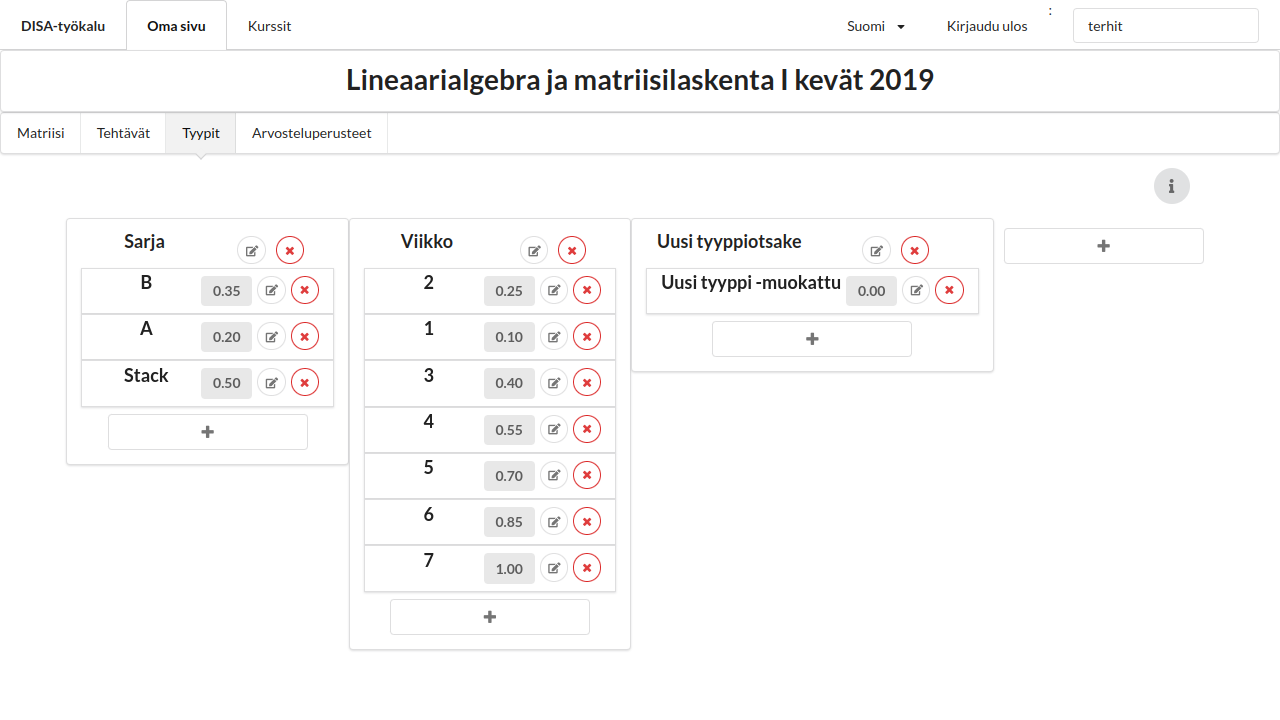 DISA-työkalu Oma sivu Kurssit Suomi Kirjaudu ulos : terhit
Lineaarialgebra ja matriisilaskenta I kevät 2019
Matriisi Tehtävät Tyypit Arvosteluperusteet
Sarja
B 0.35
A 0.20
Stack 0.50
Viikko
2 0.25
1 0.10
3 0.40
4 0.55
5 0.70
6 0.85
7 1.00
Uusi tyyppiotsake
Uusi tyyppi -muokattu 0.00